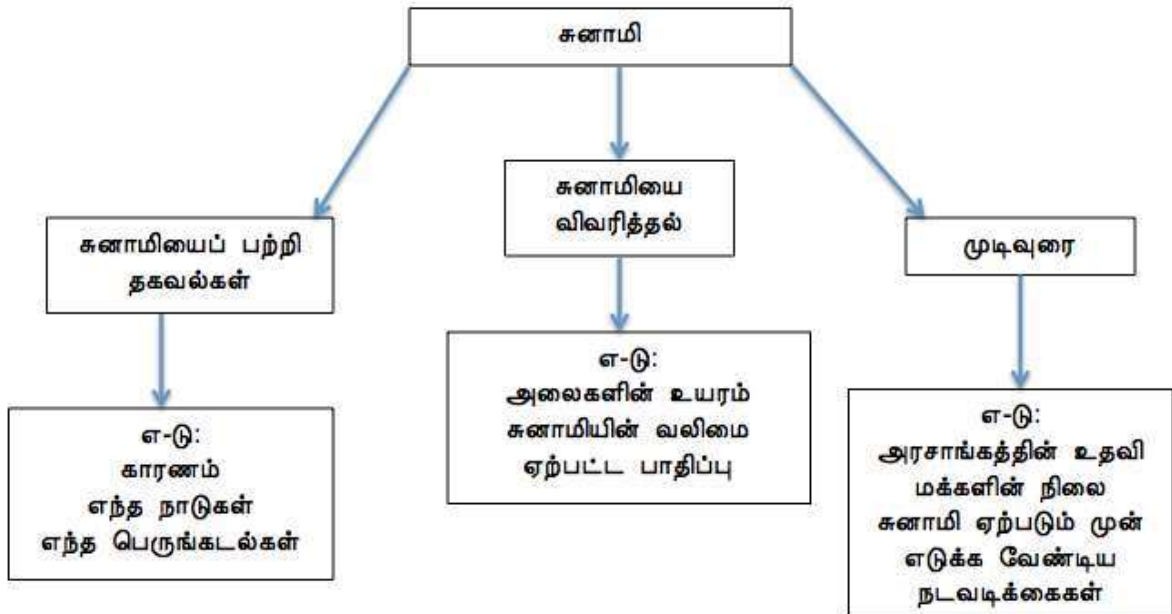 சுனாமி
சுனாமியைப் பற்றி
தகவல்கள்
எ-டு:
காரணம்
எந்த நாடுகள்
எந்த பெருங்கடல்கள்
சுனாமியை
விவரித்தல்
எ-டு:
அலைகளின் உயரம்
சுனாமியின் வலிமை
ஏற்பட்ட பாதிப்பு
முடிவுரை
எ-டு:
அரசாங்கத்தின் உதவி
மக்களின் நிலை
சுனாமி ஏற்படும் முன்
எடுக்க வேண்டிய
நடவடிக்கைகள்